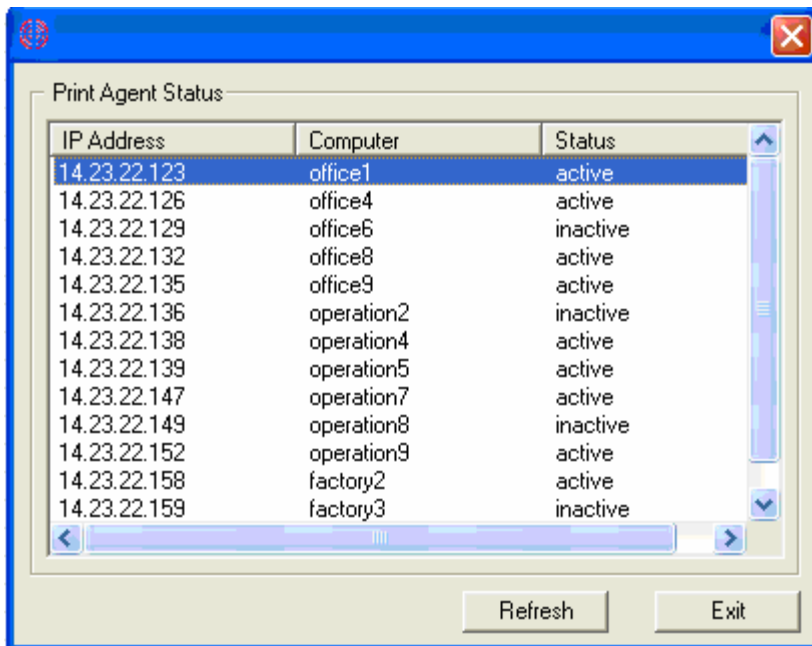 Print Agent Status
IP Address Computer Status
14.23.22.123 office1 active
14.23.22.126 office4 active
14.23.22.129 office6 inactive
14.23.22.132 office8 active
14.23.22.135 office9 active
14.23.22.136 operation2 inactive
14.23.22.138 operation4 active
14.23.22.139 operation5 active
14.23.22.147 operation7 active
14.23.22.149 operation8 inactive
14.23.22.152 operation9 active
14.23.22.158 factory2 active
14.23.22.159 factory3 inactive
Refresh Exit